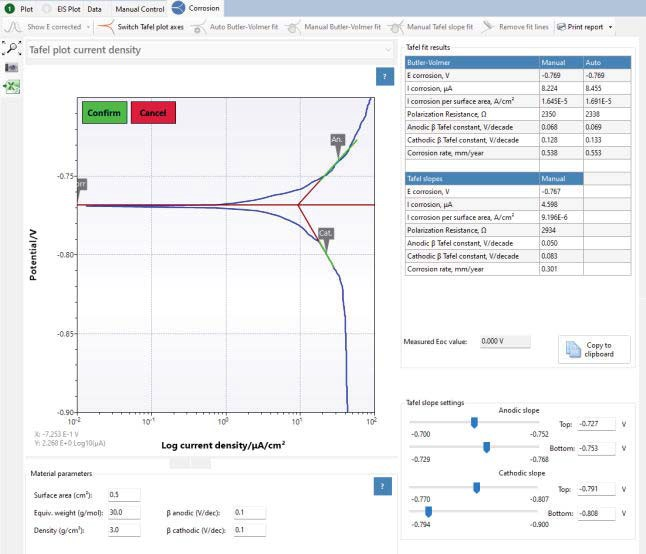 1 Plot EIS Plot Data Manual Control Corrosion
Show E corrected Switch Tafel plot axes Auto Butler-Volmer fit Manual Butler-Volmer fit Manual Tafel slope fit Remove fit lines Print report
Tafel plot current density
?
Confirm Cancel
An.
Cat.
-0.75
-0.80
-0.85
-0.90
Potential/V
10-2 10-1 100 101 102
X: -7.253 E-1 V
Y: 2.268 E+0 Log10(µA)
Log current density/µA/cm²
Material parameters
?
Surface area (cm²): 0.5
Equiv. weight (g/mol): 30.0 β anodic (V/dec): 0.1
Density (g/cm³): 3.0 β cathodic (V/dec): 0.1
Tafel fit results
Butler-Volmer Manual Auto
E corrosion, V -0.769 -0.769
I corrosion, µA 8.224 8.455
I corrosion per surface area, A/cm² 1.645E-5 1.691E-5
Polarization Resistance, Ω 2350 2338
Anodic β Tafel constant, V/decade 0.068 0.069
Cathodic β Tafel constant, V/decade 0.128 0.133
Corrosion rate, mm/year 0.538 0.553
Tafel slopes Manual
E corrosion, V -0.767
I corrosion, µA 4.598
I corrosion per surface area, A/cm² 9.196E-6
Polarization Resistance, Ω 2934
Anodic β Tafel constant, V/decade 0.050
Cathodic β Tafel constant, V/decade 0.083
Corrosion rate, mm/year 0.301
Measured Eoc value: 0.000 V
Copy to
clipboard
Tafel slope settings
Anodic slope
Top: -0.727 V
-0.700 -0.752
Bottom: -0.753 V
-0.729 -0.768
Cathodic slope
Top: -0.791 V
-0.770 -0.807
Bottom: -0.808 V
-0.794 -0.900